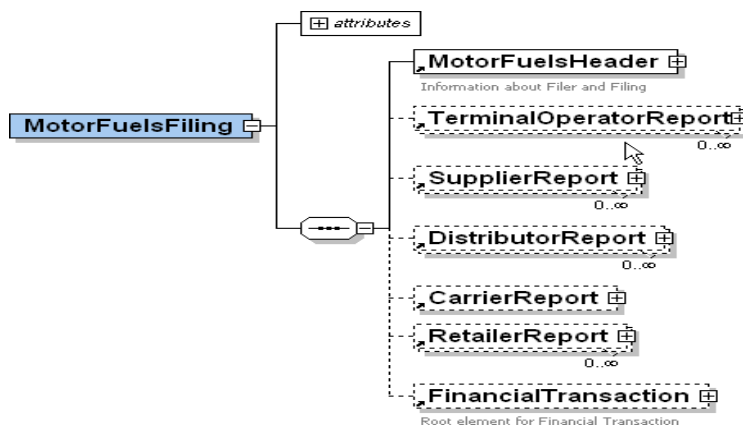 attributes
MotorFuelsHeader
Information about Filer and Filing
MotorFuelsFiling
TerminalOperatorReport
0..∞
SupplierReport
0..∞
DistributorReport
0..∞
CarrierReport
RetailerReport
0..∞
FinancialTransaction
Root element for Financial Transaction